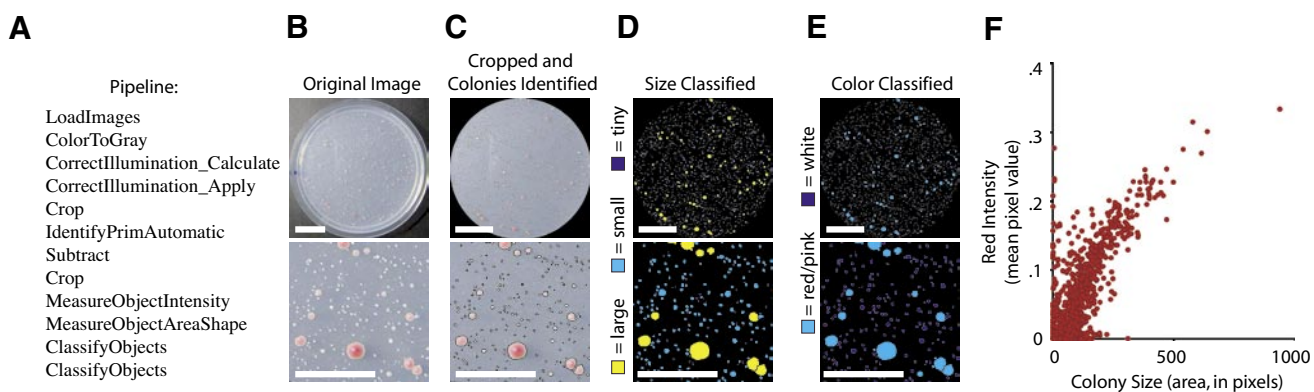 A
Pipeline:
LoadImages
ColorToGray
CorrectIllumination_Calculate
CorrectIllumination_Apply
Crop
IdentifyPrimAutomatic
Subtract
Crop
MeasureObjectIntensity
MeasureObjectAreaShape
ClassifyObjects
ClassifyObjects
B
Original Image
C
Cropped and
Colonies Identified
D
Size Classified
= tiny
= small
= large
E
Color Classified
= white
= red/pink
F
Red Intensity
(mean pixel value)
.4
.3
.2
.1
0
0
500
1000
Colony Size (area, in pixels)